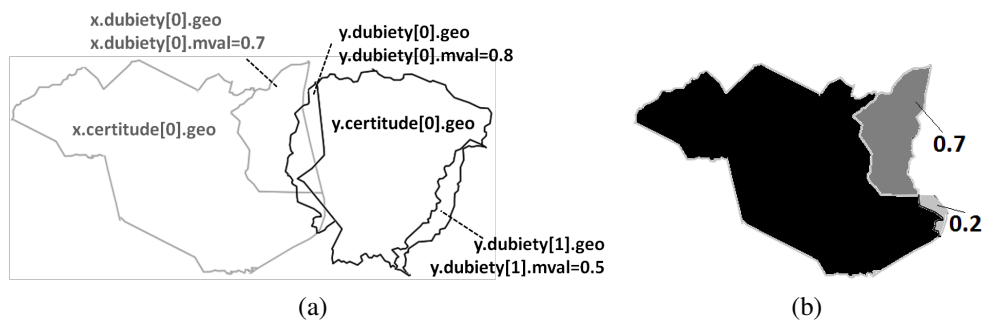 x.dubiety[0].geo
x.dubiety[0].mval=0.7
y.dubiety[0].geo
y.dubiety[0].mval=0.8
x.certitude[0].geo
y.certitude[0].geo
y.dubiety[1].geo
y.dubiety[1].mval=0.5
(a)
0.7
0.2
(b)